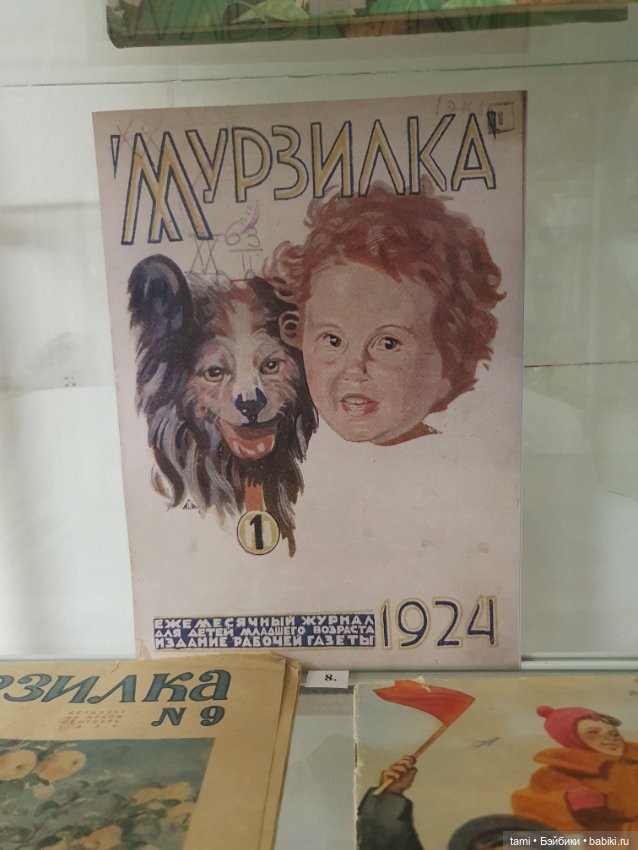 "МУРЗИЛКА"
63
1
ЕЖЕМЕСЯЧНЫЙ ЖУРНАЛ
ДЛЯ ДЕТЕЙ МЛАДШЕГО ВОЗРАСТА
ИЗДАНИЕ РАБОЧЕЙ ГАЗЕТЫ
1924
8.
РЗИЛКА
N 9
tami • Бэйбики • babiki.ru